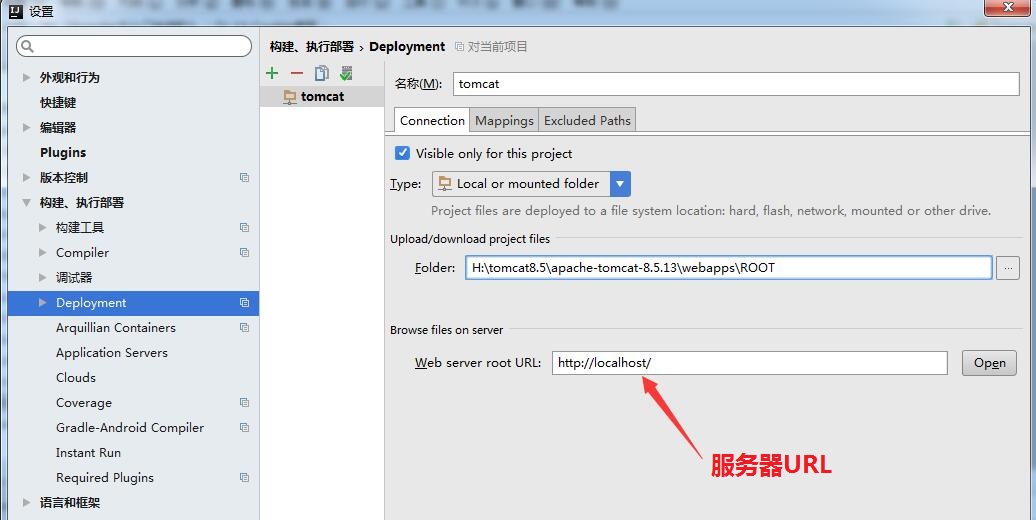 设置
构建、执行部署 › Deployment 对当前项目
外观和行为
快捷键
编辑器
Plugins
版本控制
构建、执行部署
构建工具
Compiler
调试器
Deployment
Arquillian Containers
Application Servers
Clouds
Coverage
Gradle-Android Compiler
Instant Run
Required Plugins
语言和框架
tomcat
名称(M): tomcat
Connection Mappings Excluded Paths
Visible only for this project
Type: Local or mounted folder
Project files are deployed to a file system location: hard, flash, network, mounted or other drive.
Upload/download project files
Folder: H:\tomcat8.5\apache-tomcat-8.5.13\webapps\ROOT ...
Browse files on server
Web server root URL: http://localhost/ Open
服务器URL